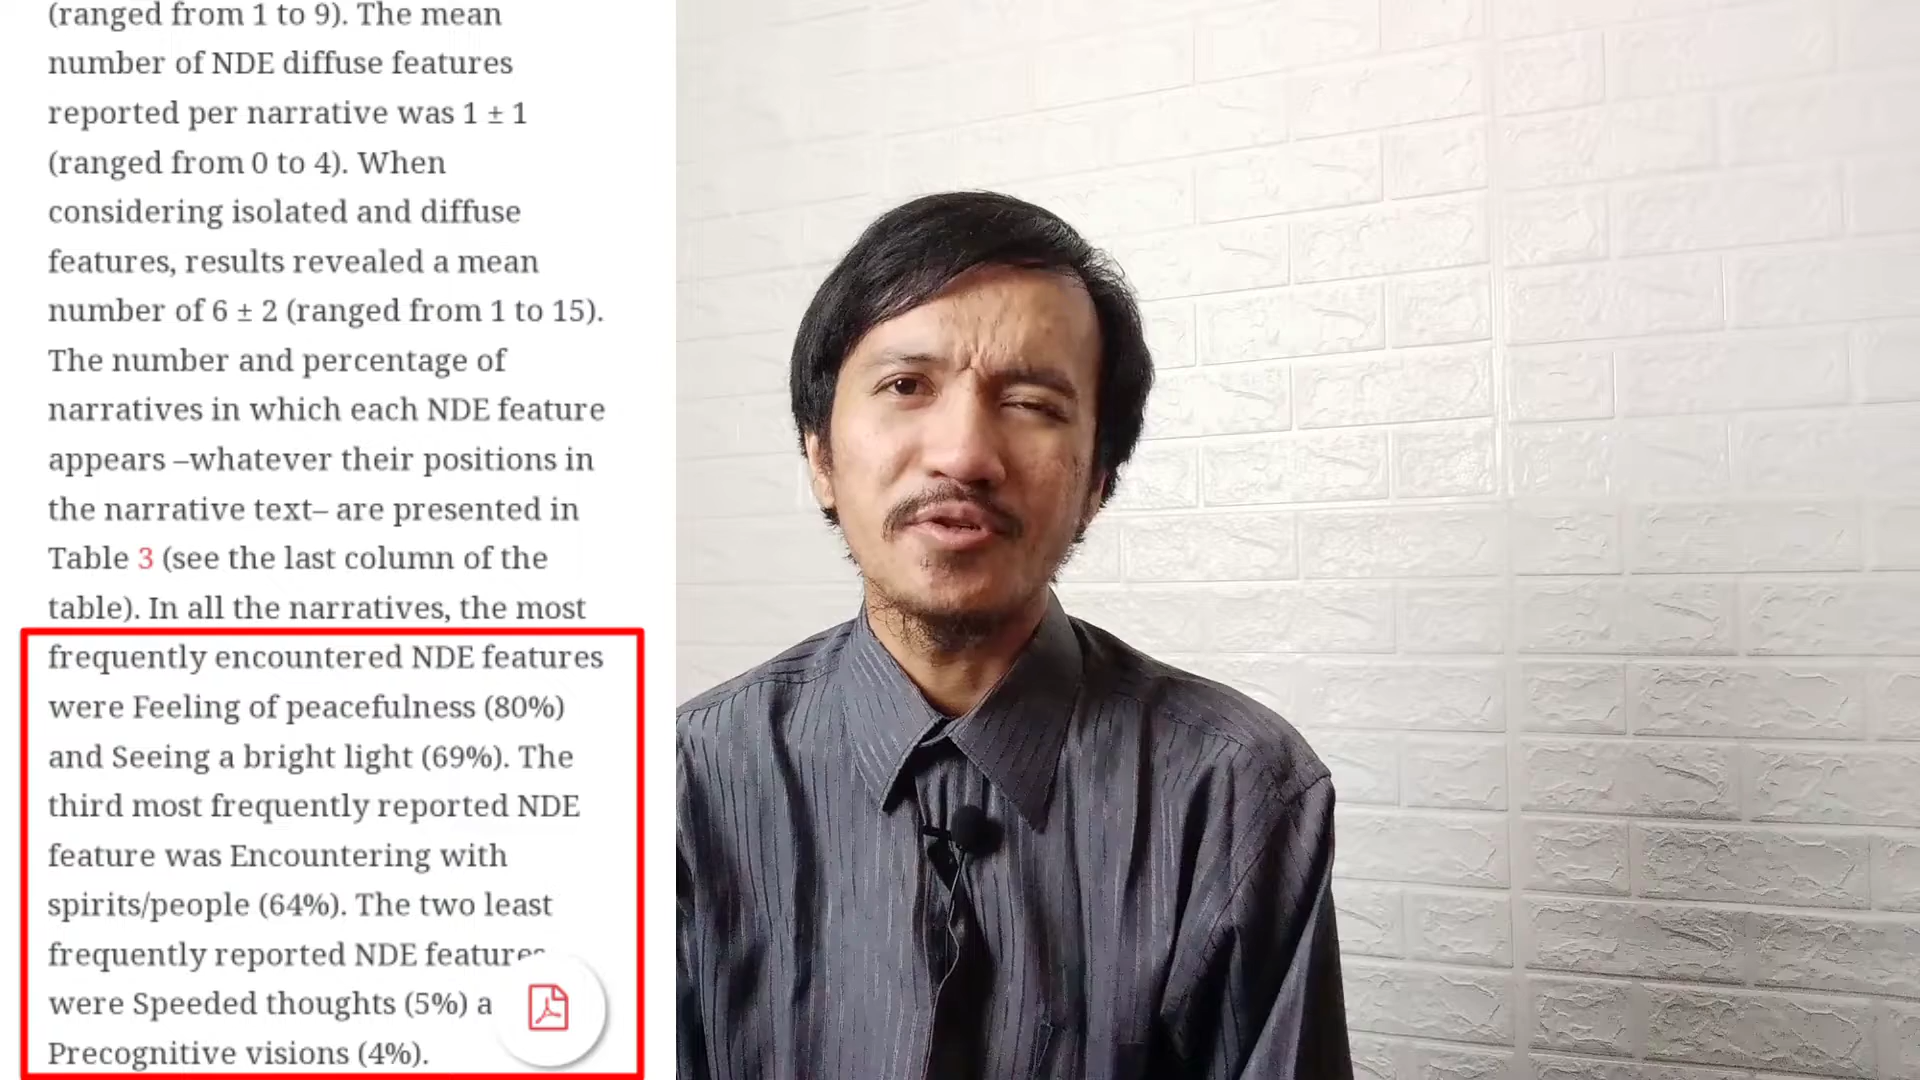 (ranged from 1 to 9). The mean
number of NDE diffuse features
reported per narrative was 1 ± 1
(ranged from 0 to 4). When
considering isolated and diffuse
features, results revealed a mean
number of 6 ± 2 (ranged from 1 to 15).
The number and percentage of
narratives in which each NDE feature
appears –whatever their positions in
the narrative text– are presented in
Table 3 (see the last column of the
table). In all the narratives, the most
frequently encountered NDE features
were Feeling of peacefulness (80%)
and Seeing a bright light (69%). The
third most frequently reported NDE
feature was Encountering with
spirits/people (64%). The two least
frequently reported NDE features
were Speeded thoughts (5%) a
Precognitive visions (4%).